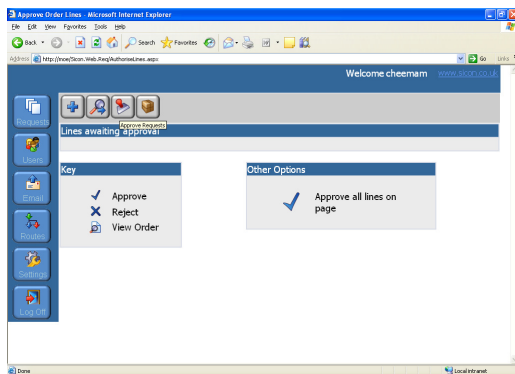 Approve Order Lines - Microsoft Internet Explorer
File Edit View Favorites Tools Help
Back Search Favorites
Address http://jnoe/Sicon.Web.Req/AuthoriseLines.aspx Go Links
Welcome cheemam www.sicon.co.uk
Requests
Approve Requests
Lines awaiting approval
Users
Key
Other Options
Approve
Reject
View Order
Approve all lines on
page
Email
Routes
Settings
Log Off
Done
Local intranet